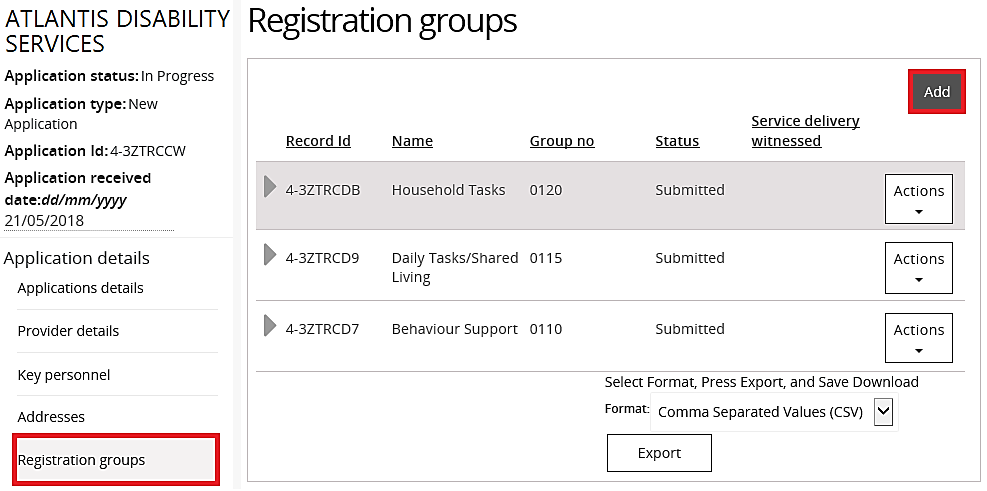 ATLANTIS DISABILITY
SERVICES
Application status: In Progress
Application type: New
Application
Application Id: 4-3ZTRCCW
Application received
date:dd/mm/yyyy
21/05/2018
Application details
Applications details
Provider details
Key personnel
Addresses
Registration groups
Registration groups
Add
Record Id Name Group no Status Service delivery
witnessed
4-3ZTRCDB Household Tasks 0120 Submitted Actions
4-3ZTRCD9 Daily Tasks/Shared 0115 Submitted Actions
Living
4-3ZTRCD7 Behaviour Support 0110 Submitted Actions
Select Format, Press Export, and Save Download
Format: Comma Separated Values (CSV)
Export